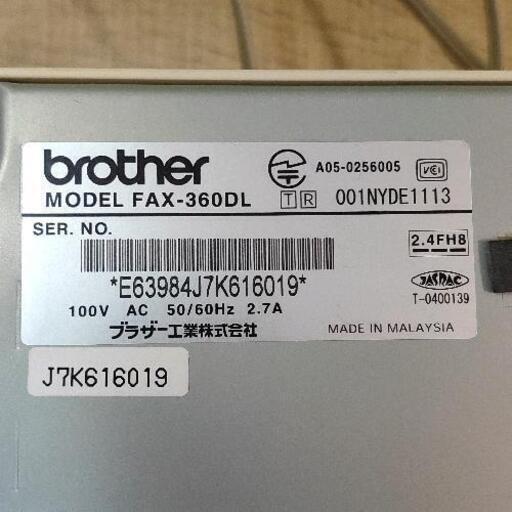 brother
A05-0256005
VCI
MODEL FAX-360DL
T R 001NYDE1113
SER. NO.
2.4FH8
*E63984J7K616019*
JASRAC
T-0400139
100V AC 50/60Hz 2.7A
ブラザー工業株式会社
MADE IN MALAYSIA
J7K616019